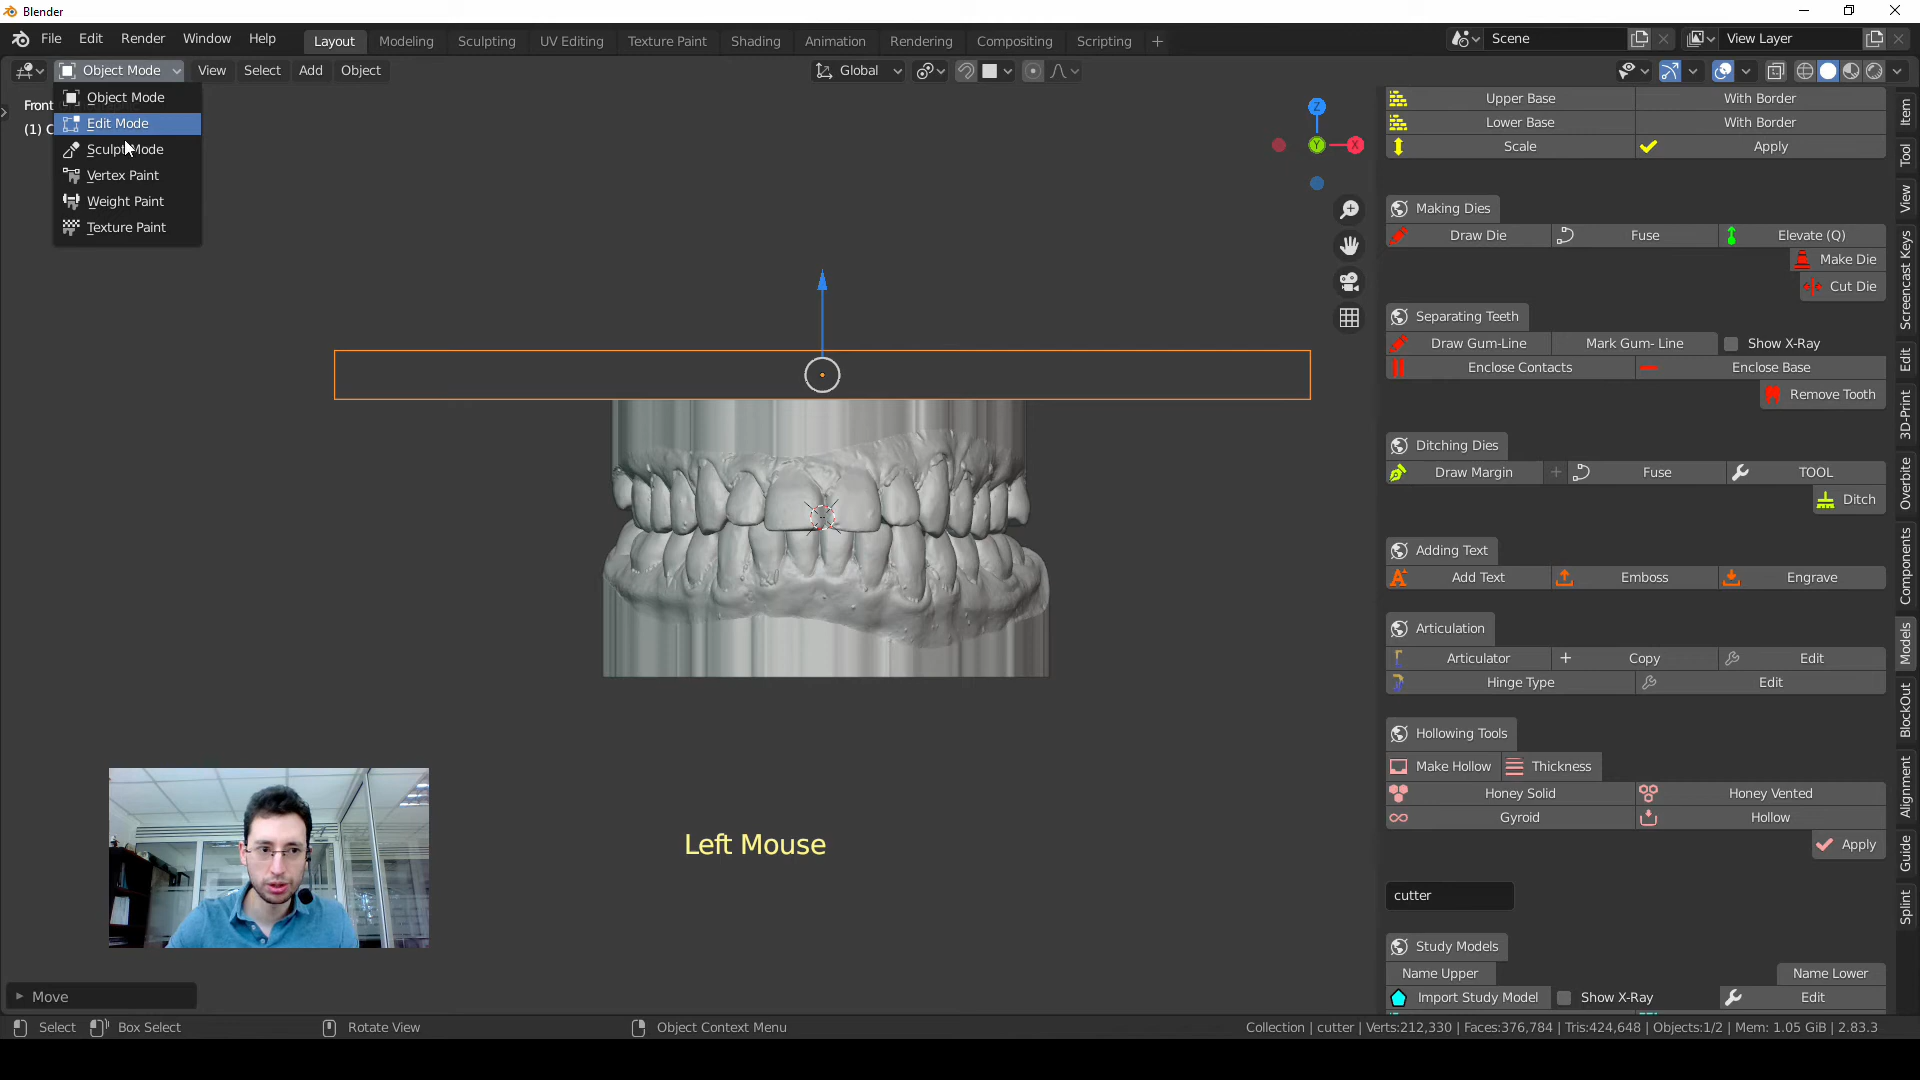 Blender
File Edit Render Window Help Layout Modeling Sculpting UV Editing Texture Paint Shading Animation Rendering Compositing Scripting + Scene View Layer
Object Mode View Select Add Object Global
Object Mode
Edit Mode
Sculpt Mode
Vertex Paint
Weight Paint
Texture Paint
Front
(1) C
Z
Y
X
Upper Base With Border
Lower Base With Border
Scale Apply
Making Dies
Draw Die Fuse Elevate (Q)
Make Die
Cut Die
Separating Teeth
Draw Gum-Line Mark Gum- Line Show X-Ray
Enclose Contacts Enclose Base
Remove Tooth
Ditching Dies
Draw Margin + Fuse TOOL
Ditch
Adding Text
Add Text Emboss Engrave
Articulation
Articulator + Copy Edit
Hinge Type Edit
Hollowing Tools
Make Hollow Thickness
Honey Solid Honey Vented
Gyroid Hollow
Apply
cutter
Study Models
Name Upper Name Lower
Import Study Model Show X-Ray Edit
Item
Tool
View
Screencast Keys
Edit
3D-Print
Overbite
Components
Models
BlockOut
Alignment
Guide
Splint
Left Mouse
Move
Select Box Select Rotate View Object Context Menu
Collection | cutter | Verts:212,330 | Faces:376,784 | Tris:424,648 | Objects:1/2 | Mem: 1.05 GiB | 2.83.3